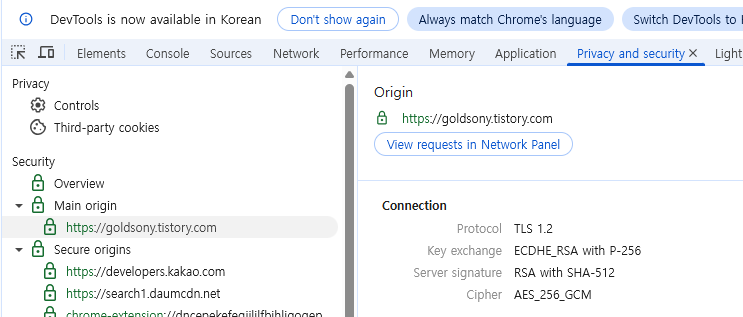 DevTools is now available in Korean Don't show again Always match Chrome's language Switch DevTools to
Elements Console Sources Network Performance Memory Application Privacy and security Light
Privacy
Controls
Third-party cookies
Security
Overview
Main origin
https://goldsony.tistory.com
Secure origins
https://developers.kakao.com
https://search1.daumcdn.net
Origin
https://goldsony.tistory.com
View requests in Network Panel
Connection
Protocol TLS 1.2
Key exchange ECDHE_RSA with P-256
Server signature RSA with SHA-512
Cipher AES_256_GCM